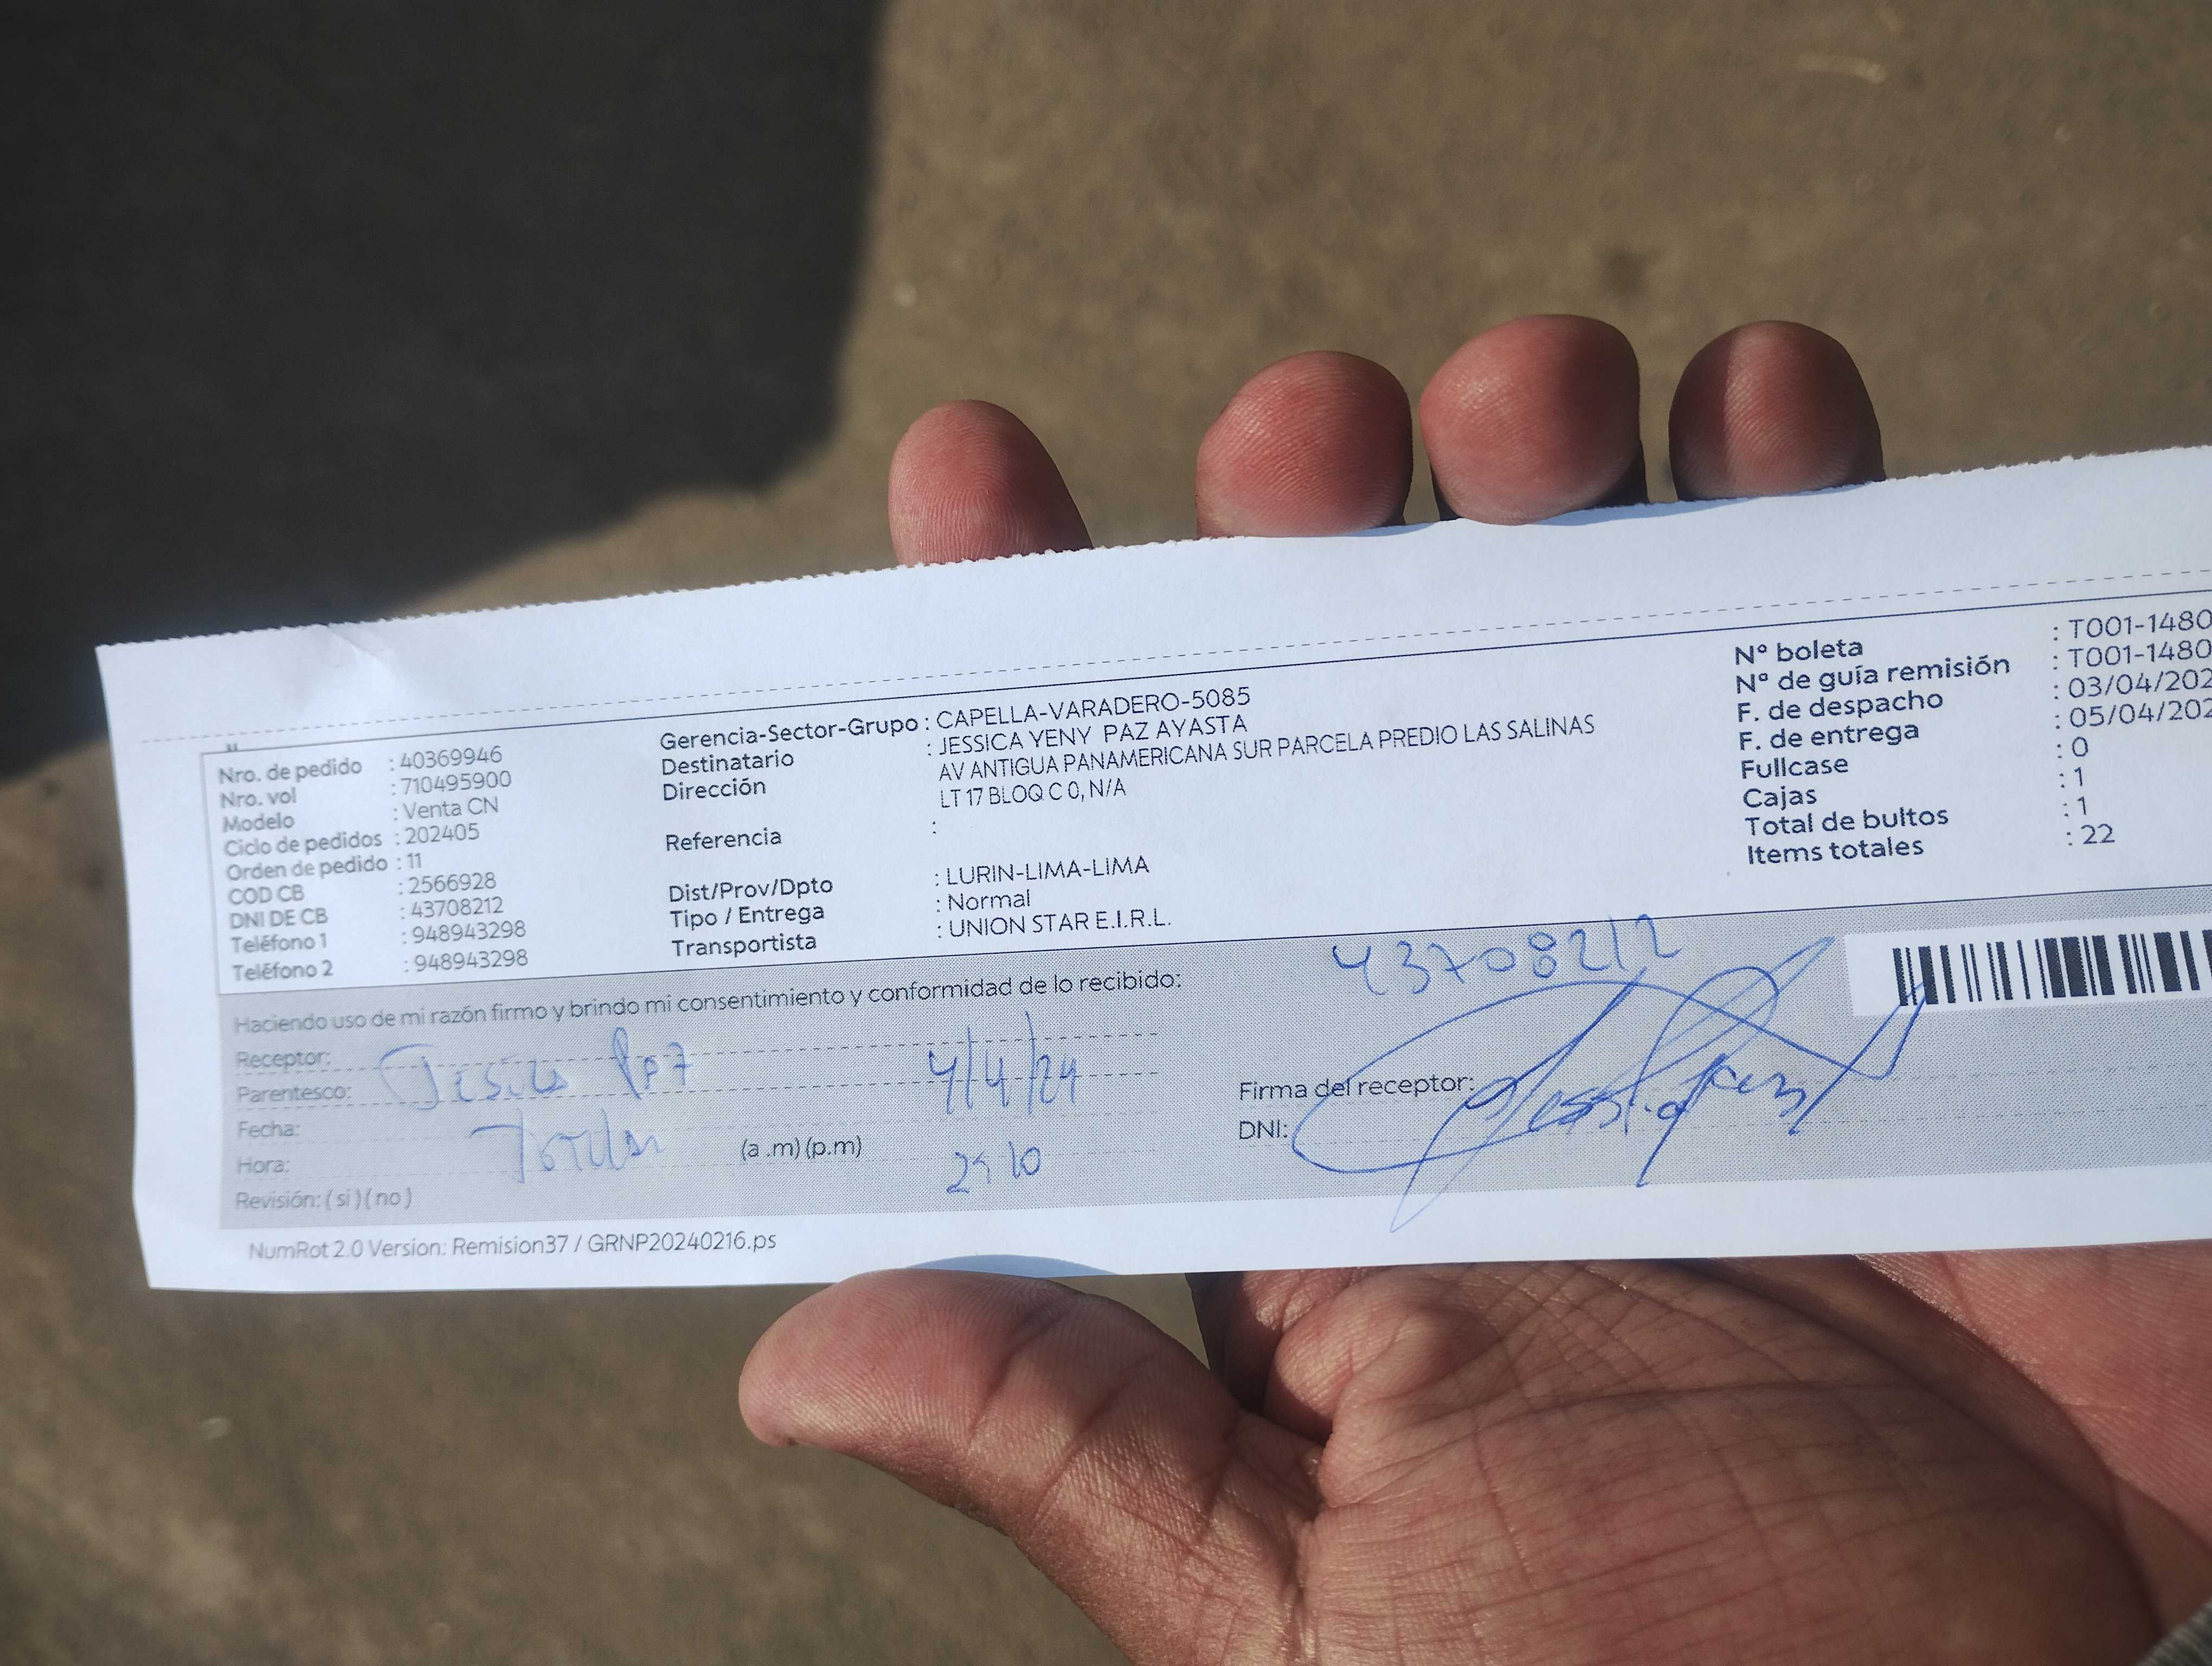 Nro. de pedido : 40369946
Nro. vol : 710495900
Modelo : Venta CN
Ciclo de pedidos : 202405
Orden de pedido : 11
COD CB : 2566928
DNI DE CB : 43708212
Teléfono 1 : 948943298
Teléfono 2 : 948943298
Gerencia-Sector-Grupo : CAPELLA-VARADERO-5085
Destinatario : JESSICA YENY PAZ AYASTA
Dirección AV ANTIGUA PANAMERICANA SUR PARCELA PREDIO LAS SALINAS
LT 17 BLOQ C 0, N/A
Referencia :
Dist/Prov/Dpto : LURIN-LIMA-LIMA
Tipo / Entrega : Normal
Transportista : UNION STAR E.I.R.L.
N° boleta : T001-1480
N° de guía remisión : T001-1480
F. de despacho : 03/04/202
F. de entrega : 05/04/202
Fullcase : 0
Cajas : 1
Total de bultos : 1
Items totales : 22
Haciendo uso de mi razón firmo y brindo mi consentimiento y conformidad de lo recibido:
43708212
Receptor:
Parentesco: Paz 4/4/24
Fecha:
Hora: (a .m) (p.m)
Revisión: ( si ) ( no )
Firma del receptor:
DNI:
NumRot 2.0 Version: Remision37 / GRNP20240216.ps